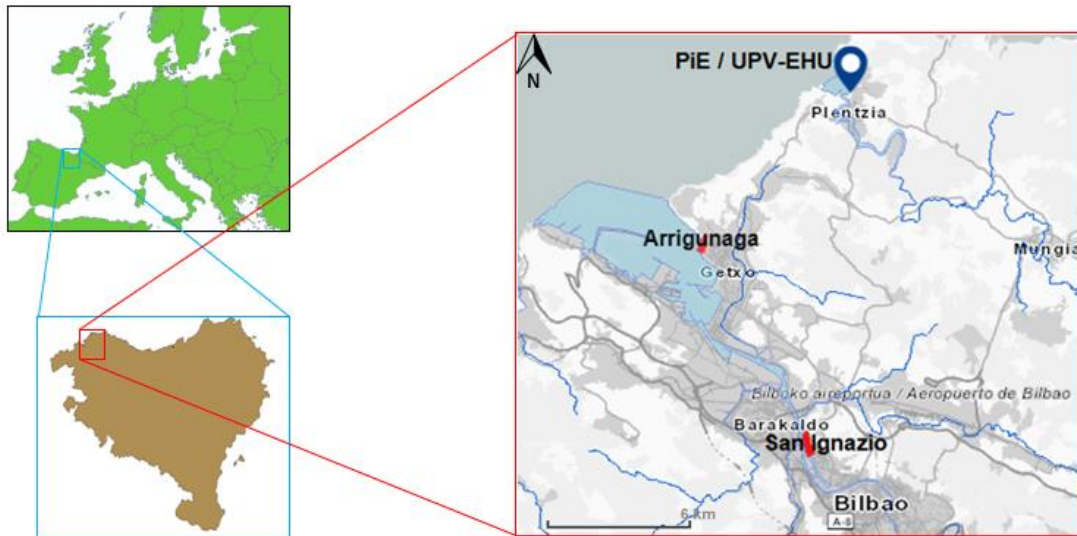 N
PiE / UPV-EHU
Plentzia
Arrigunaga
Getxo
Mungia
Bilboko aireportua / Aeropuerto de Bilbao
Barakaldo
San Ignazio
Bilbao
A-8
6 km